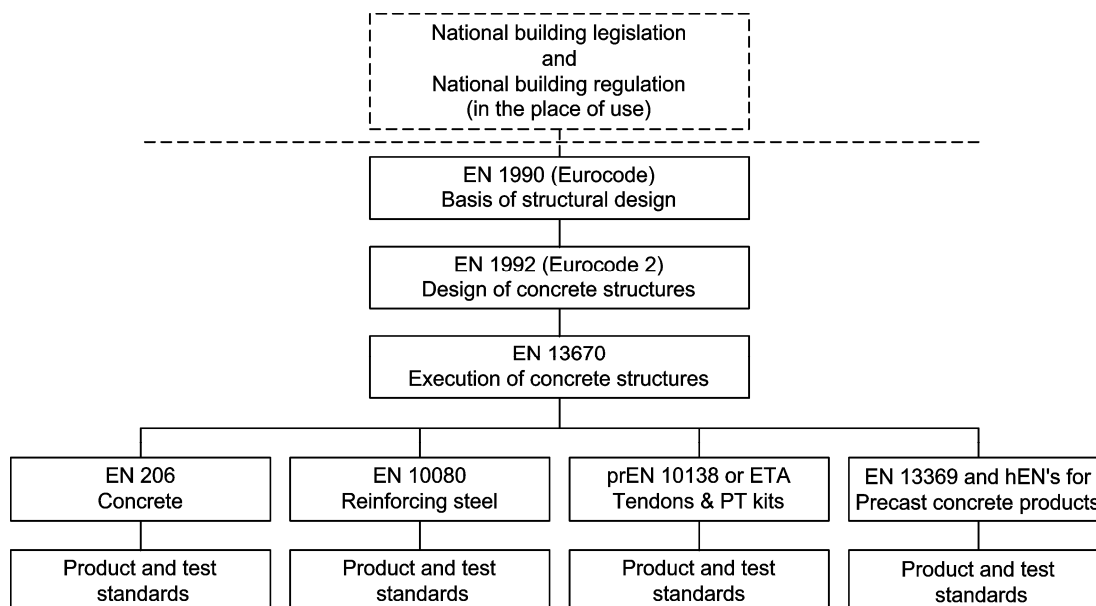 National building legislation
and
National building regulation
(in the place of use)
EN 1990 (Eurocode)
Basis of structural design
EN 1992 (Eurocode 2)
Design of concrete structures
EN 13670
Execution of concrete structures
EN 206
Concrete
EN 10080
Reinforcing steel
prEN 10138 or ETA
Tendons & PT kits
EN 13369 and hEN's for
Precast concrete products
Product and test
standards
Product and test
standards
Product and test
standards
Product and test
standards